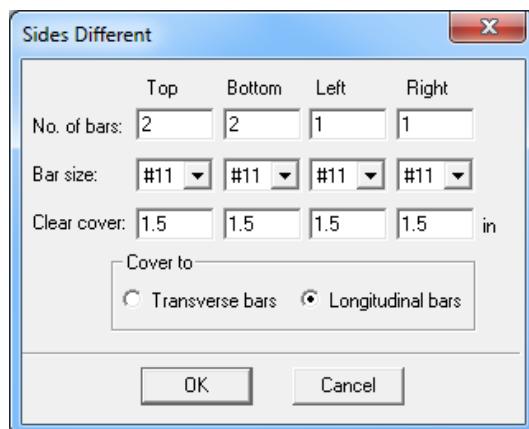 Sides Different
Top Bottom Left Right
No. of bars: 2 2 1 1
Bar size: #11 #11 #11 #11
Clear cover: 1.5 1.5 1.5 1.5 in
Cover to
Transverse bars Longitudinal bars
OK Cancel